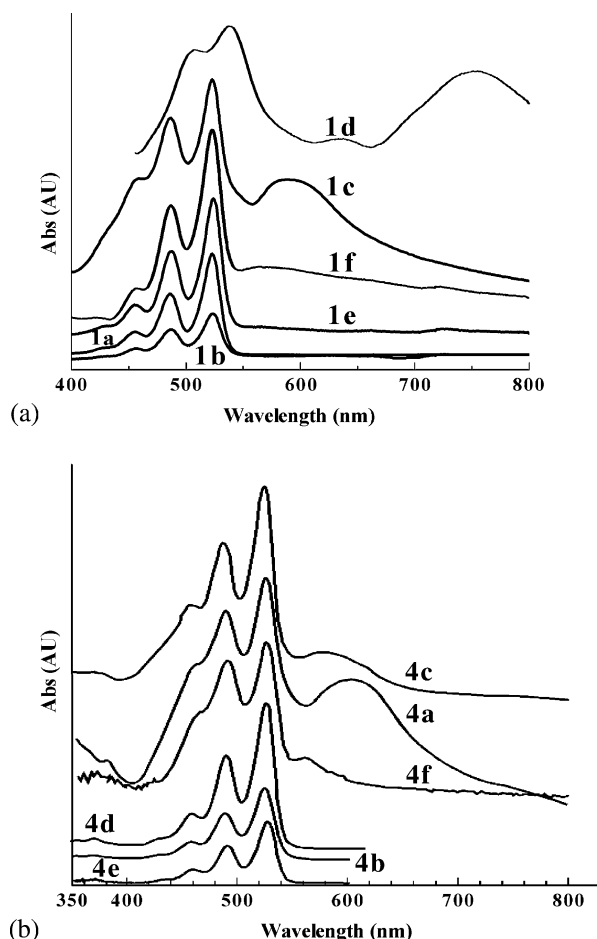 Abs (AU)
1d
1c
1f
1a
1e
1b
400 500 600 700 800
(a)
Wavelength (nm)
Abs (AU)
4c
4a
4f
4d
4b
4e
350 400 500 600 700 800
(b)
Wavelength (nm)